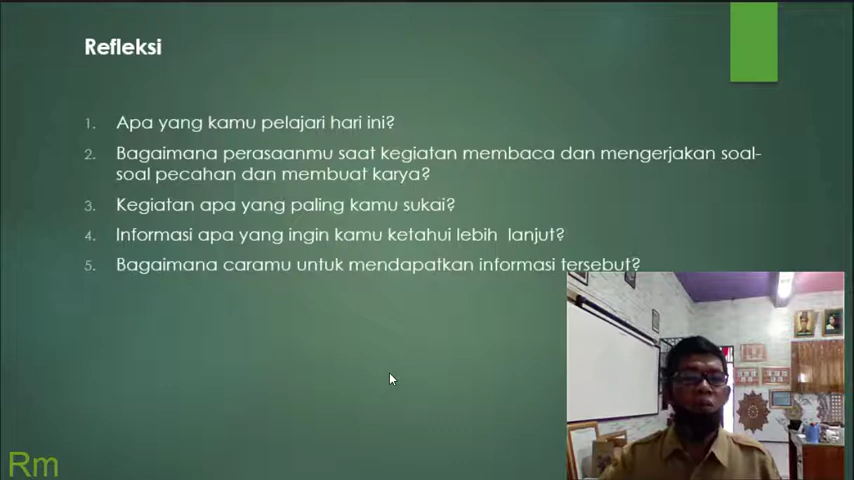 Refleksi
1. Apa yang kamu pelajari hari ini?
2. Bagaimana perasaanmu saat kegiatan membaca dan mengerjakan soal-
soal pecahan dan membuat karya?
3. Kegiatan apa yang paling kamu sukai?
4. Informasi apa yang ingin kamu ketahui lebih lanjut?
5. Bagaimana caramu untuk mendapatkan informasi tersebut?
Rm